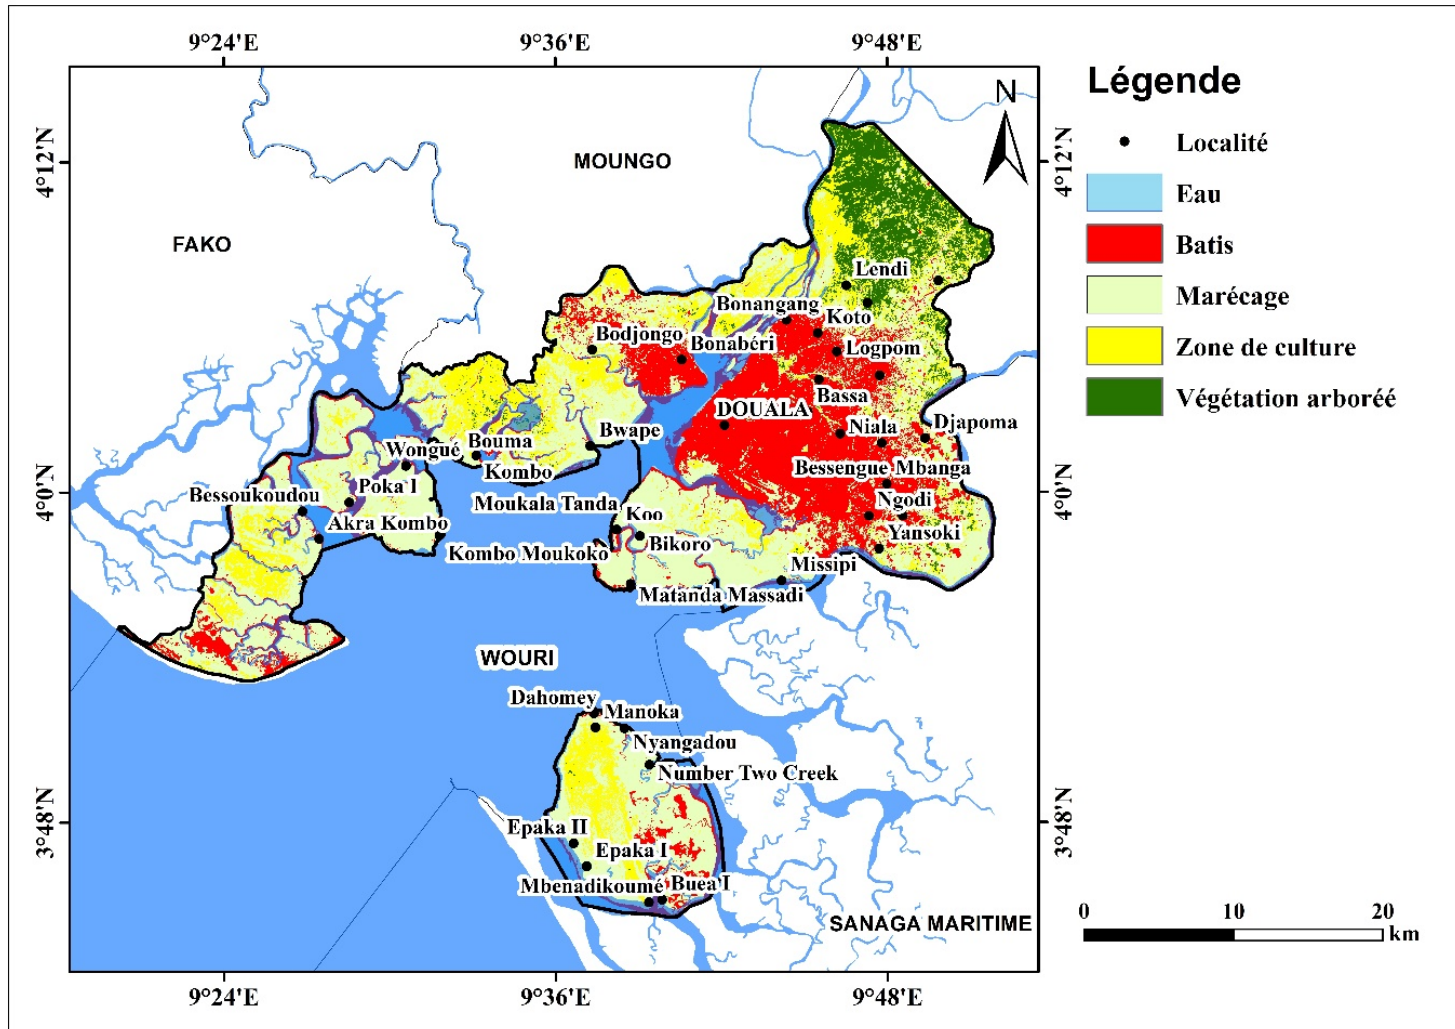 9°24'E
9°36'E
9°48'E
4°12'N
4°0'N
3°48'N
4°12'N
4°0'N
3°48'N
N
MOUNGO
FAKO
Lendi
Bonangang
Koto
Bodjongo
Bonabéri
Logpom
Bassa
DOUALA
Niala
Djapoma
Bwape
Bouma
Wongué
Kombo
Bessengue Mbanga
Poka I
Bessoukoudou
Moukala Tanda
Ngodi
Koo
Akra Kombo
Yansoki
Bikoro
Kombo Moukoko
Missipi
Matanda Massadi
WOURI
Dahomey
Manoka
Nyangadou
Number Two Creek
Epaka II
Epaka I
Mbenadikoumé
Buea I
SANAGA MARITIME
9°24'E
9°36'E
9°48'E
Légende
Localité
Eau
Batis
Marécage
Zone de culture
Végétation arboréé
0
10
20
km